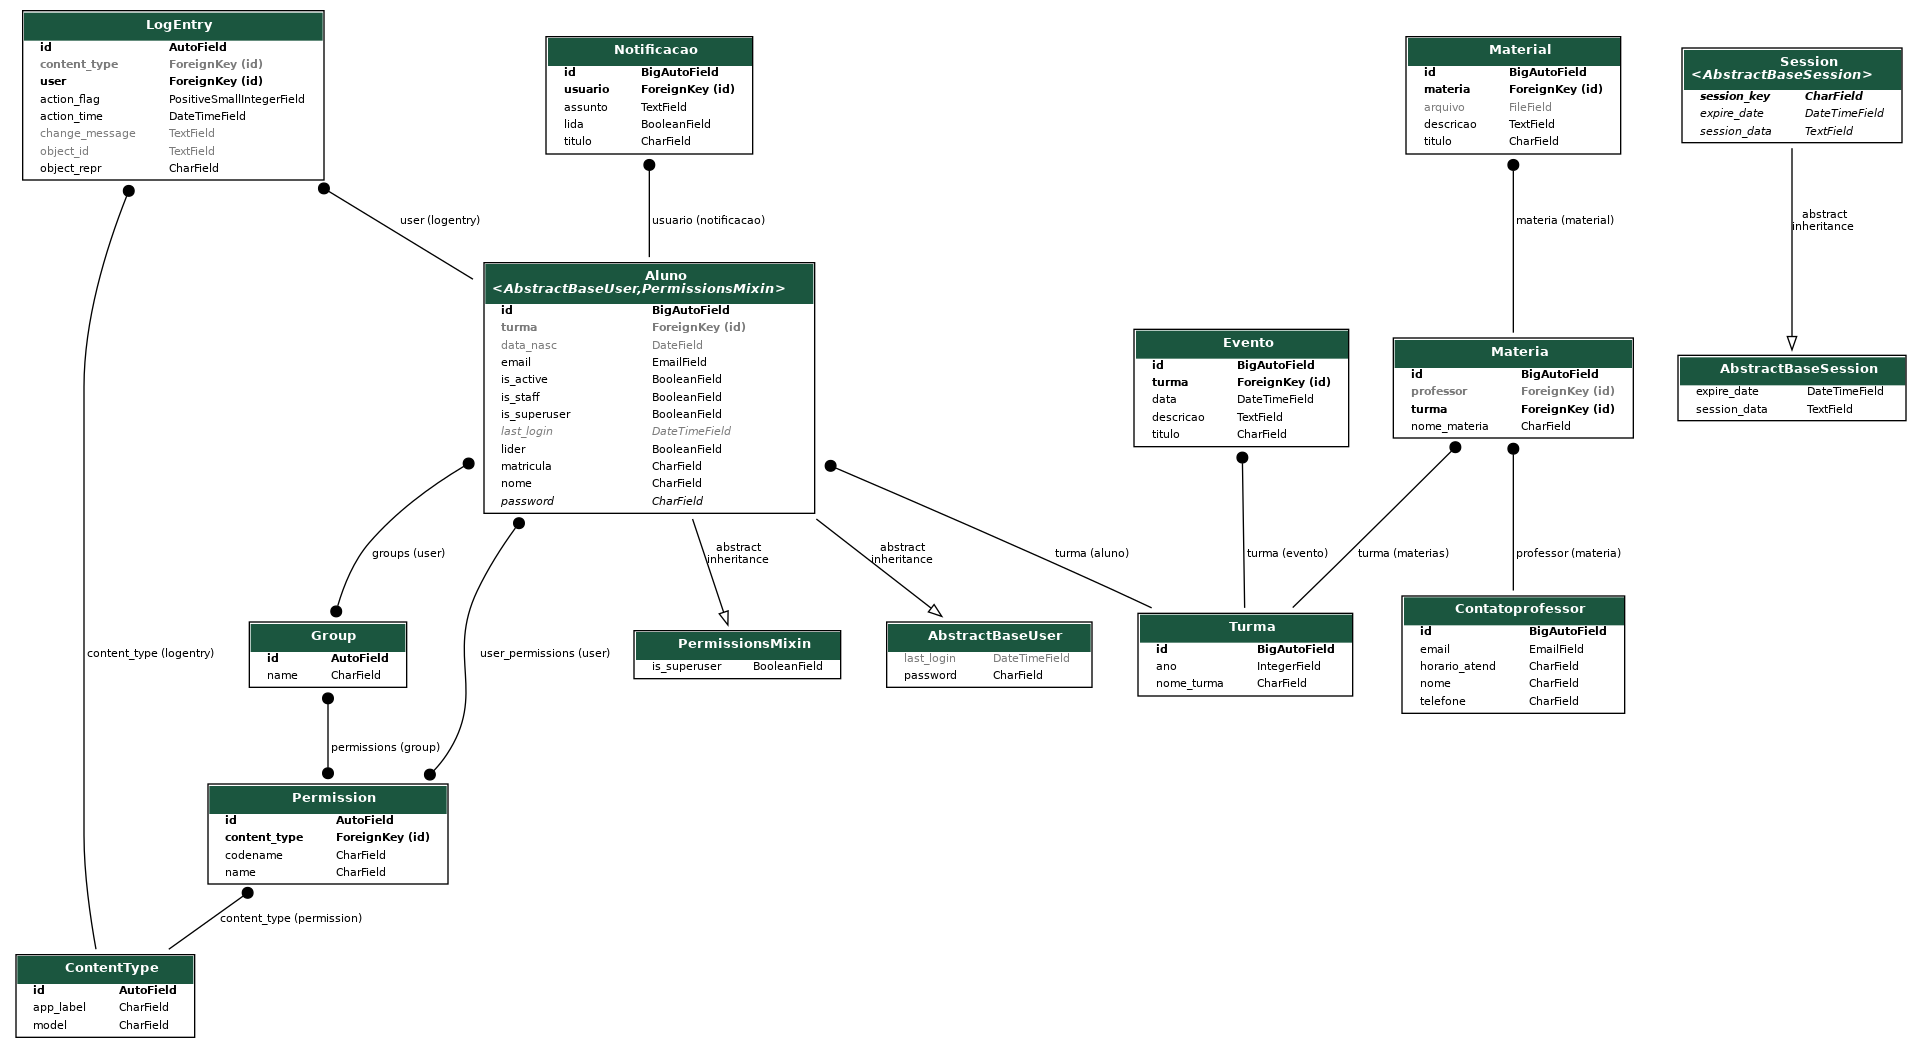 LogEntry
id AutoField
content_type ForeignKey (id)
user ForeignKey (id)
action_flag PositiveSmallIntegerField
action_time DateTimeField
change_message TextField
object_id TextField
object_repr CharField
Notificacao
id BigAutoField
usuario ForeignKey (id)
assunto TextField
lida BooleanField
titulo CharField
Material
id BigAutoField
materia ForeignKey (id)
arquivo FileField
descricao TextField
titulo CharField
Session
<AbstractBaseSession>
session_key CharField
expire_date DateTimeField
session_data TextField
user (logentry)
usuario (notificacao)
materia (material)
abstract
inheritance
Aluno
<AbstractBaseUser,PermissionsMixin>
id BigAutoField
turma ForeignKey (id)
data_nasc DateField
email EmailField
is_active BooleanField
is_staff BooleanField
is_superuser BooleanField
last_login DateTimeField
lider BooleanField
matricula CharField
nome CharField
password CharField
Evento
id BigAutoField
turma ForeignKey (id)
data DateTimeField
descricao TextField
titulo CharField
Materia
id BigAutoField
professor ForeignKey (id)
turma ForeignKey (id)
nome_materia CharField
AbstractBaseSession
expire_date DateTimeField
session_data TextField
groups (user)
abstract
inheritance
abstract
inheritance
turma (aluno)
turma (evento)
turma (materias)
professor (materia)
content_type (logentry)
Group
id AutoField
name CharField
user_permissions (user)
PermissionsMixin
is_superuser BooleanField
AbstractBaseUser
last_login DateTimeField
password CharField
Turma
id BigAutoField
ano IntegerField
nome_turma CharField
Contatoprofessor
id BigAutoField
email EmailField
horario_atend CharField
nome CharField
telefone CharField
permissions (group)
Permission
id AutoField
content_type ForeignKey (id)
codename CharField
name CharField
content_type (permission)
ContentType
id AutoField
app_label CharField
model CharField